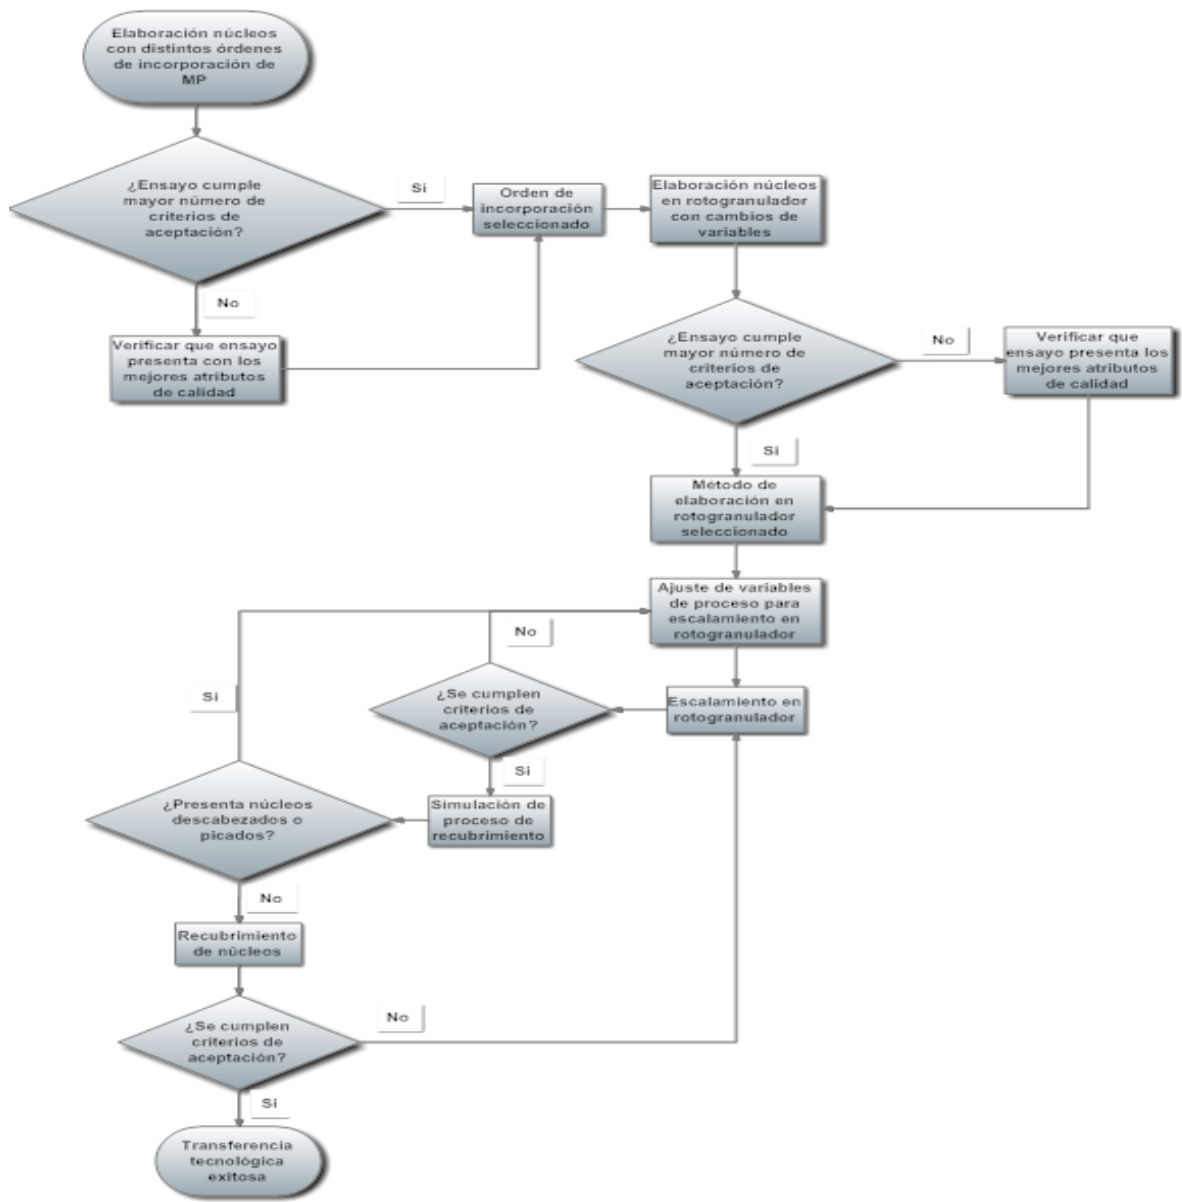 Elaboración núcleos
con distintos órdenes
de incorporación de
MP
¿Ensayo cumple
mayor número de
criterios de
aceptación?
Si
Orden de
incorporación
seleccionado
Elaboración núcleos
en rotogranulador
con cambios de
variables
No
Verificar que ensayo
presenta con los
mejores atributos
de calidad
¿Ensayo cumple
mayor número de
criterios de
aceptación?
No
Verificar que
ensayo presenta los
mejores atributos
de calidad
Si
Método de
elaboración en
rotogranulador
seleccionado
Ajuste de variables
de proceso para
escalamiento en
rotogranulador
No
Si
¿Se cumplen
criterios de
aceptación?
Escalamiento en
rotogranulador
Si
¿Presenta núcleos
descabezados o
picados?
Simulación de
proceso de
recubrimiento
No
Recubrimiento
de núcleos
¿Se cumplen
criterios de
aceptación?
No
Si
Transferencia
tecnológica
exitosa